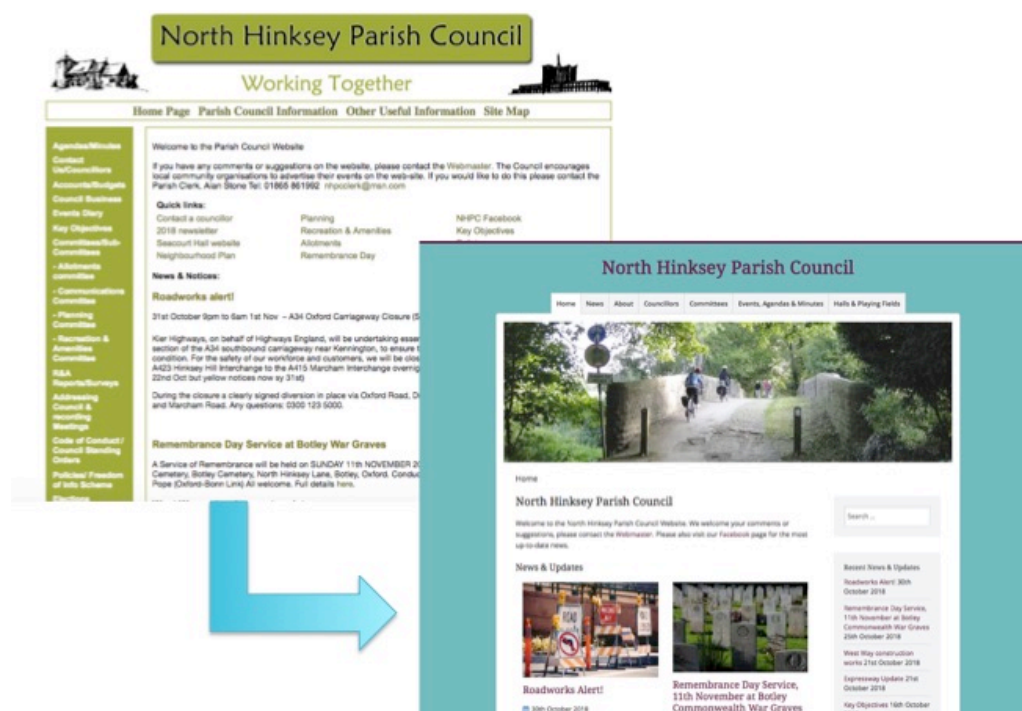 North Hinksey Parish Council
Working Together
Home Page Parish Council Information Other Useful Information Site Map
Agendas/Minutes
Contact
Us/Councillors
Accounts/Budgets
Council Business
Events Diary
Key Objectives
Committees/Sub-
Committees
- Allotments
committee
- Communications
Committee
- Planning
Committee
- Recreation &
Amenities
Committee
R&A
Reports/Surveys
Addressing
Council &
recording
Meetings
Code of Conduct /
Council Standing
Orders
Policies/ Freedom
of Info Scheme
Elections
Welcome to the Parish Council Website
If you have any comments or suggestions on the website, please contact the Webmaster. The Council encourages
local community organisations to advertise their events on the web-site. If you would like to do this please contact the
Parish Clerk, Alan Stone Tel: 01865 861992 nhpcclerk@msn.com
Quick links:
Contact a councillor Planning NHPC Facebook
2018 newsletter Recreation & Amenities Key Objectives
Seacourt Hall website Allotments
Neighbourhood Plan Remembrance Day
News & Notices:
Roadworks alert!
31st October 9pm to 6am 1st Nov – A34 Oxford Carriageway Closure (S
Kier Highways, on behalf of Highways England, will be undertaking esse
section of the A34 southbound carriageway near Kennington, to ensure t
condition. For the safety of our workforce and customers, we will be clos
A423 Hinksey Hill Interchange to the A415 Marcham Interchange overnig
22nd Oct but yellow notices now say 31st)
During the closure a clearly signed diversion in place via Oxford Road, D
and Marcham Road. Any questions: 0300 123 5000.
Remembrance Day Service at Botley War Graves
A Service of Remembrance will be held on SUNDAY 11th NOVEMBER 20
Cemetery, Botley Cemetery, North Hinksey Lane, Botley, Oxford. Conduc
Pope (Oxford-Bonn Link) All welcome. Full details here.
North Hinksey Parish Council
Home News About Councillors Committees Events, Agendas & Minutes Halls & Playing Fields
Home
North Hinksey Parish Council
Welcome to the North Hinksey Parish Council Website. We welcome your comments or
suggestions, please contact the Webmaster. Please also visit our Facebook page for the most
up-to-date news.
News & Updates
ROAD
Roadworks Alert!
30th October 2018
Remembrance Day Service,
11th November at Botley
Commonwealth War Graves
Search ...
Recent News & Updates
Roadworks Alert! 30th
October 2018
Remembrance Day Service,
11th November at Botley
Commonwealth War Graves
25th October 2018
West Way construction
works 21st October 2018
Expressway Update 21st
October 2018
Key Objectives 16th October